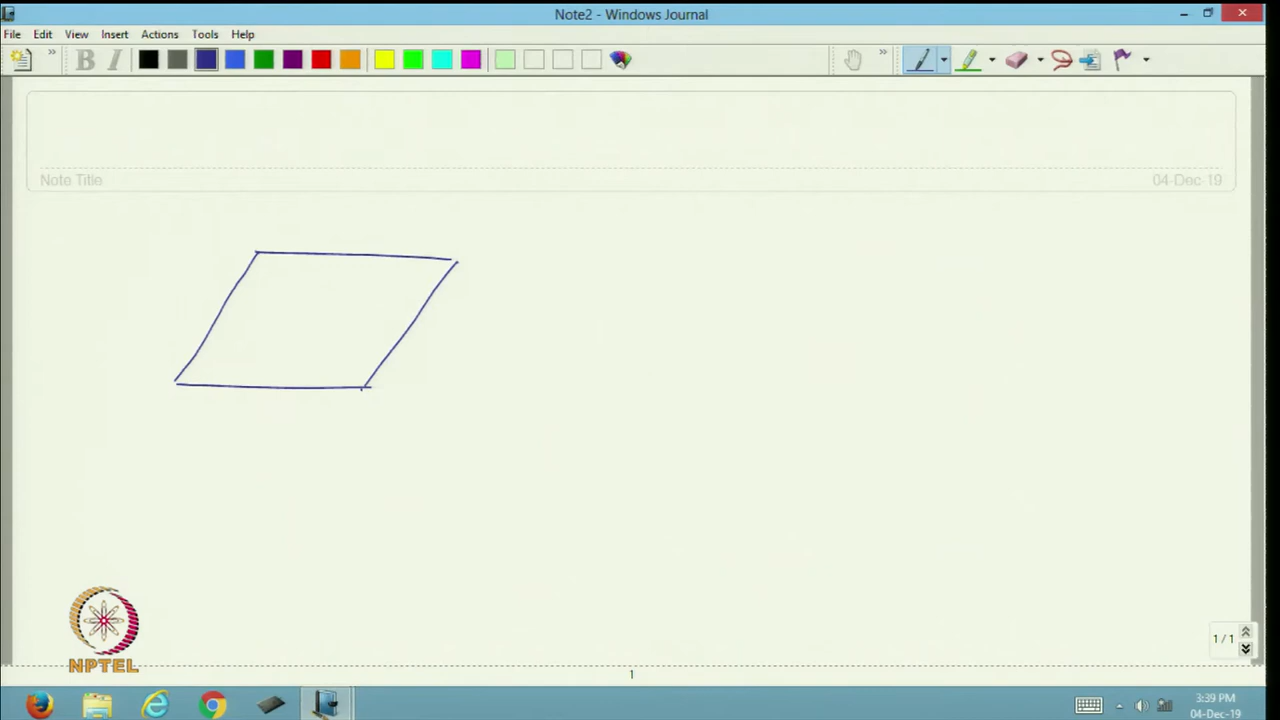 Note2 - Windows Journal
File Edit View Insert Actions Tools Help
B I
Note Title
04-Dec-19
NPTEL
1 / 1
1
3:39 PM
04-Dec-19